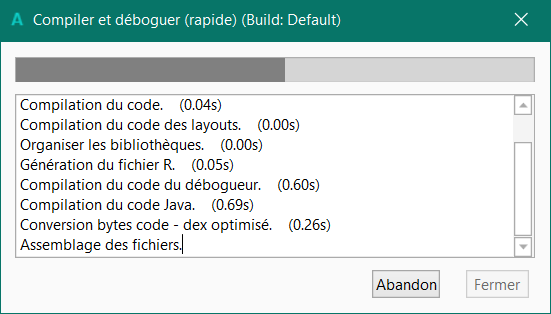 A Compiler et déboguer (rapide) (Build: Default)
Compilation du code. (0.04s)
Compilation du code des layouts. (0.00s)
Organiser les bibliothèques. (0.00s)
Génération du fichier R. (0.05s)
Compilation du code du débogueur. (0.60s)
Compilation du code Java. (0.69s)
Conversion bytes code - dex optimisé. (0.26s)
Assemblage des fichiers.
Abandon Fermer